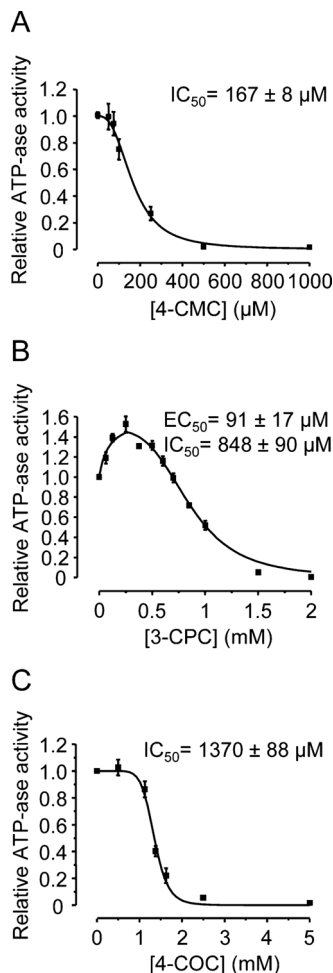 A
IC50= 167 ± 8 µM
Relative ATP-ase activity
1.2
1.0
0.8
0.6
0.4
0.2
0
0 200 400 600 800 1000
[4-CMC] (µM)
B
EC50= 91 ± 17 µM
IC50= 848 ± 90 µM
Relative ATP-ase activity
1.6
1.4
1.2
1.0
0.8
0.6
0.4
0.2
0
0 0.5 1 1.5 2
[3-CPC] (mM)
C
IC50= 1370 ± 88 µM
Relative ATP-ase activity
1.2
1.0
0.8
0.6
0.4
0.2
0
0 1 2 3 4 5
[4-COC] (mM)